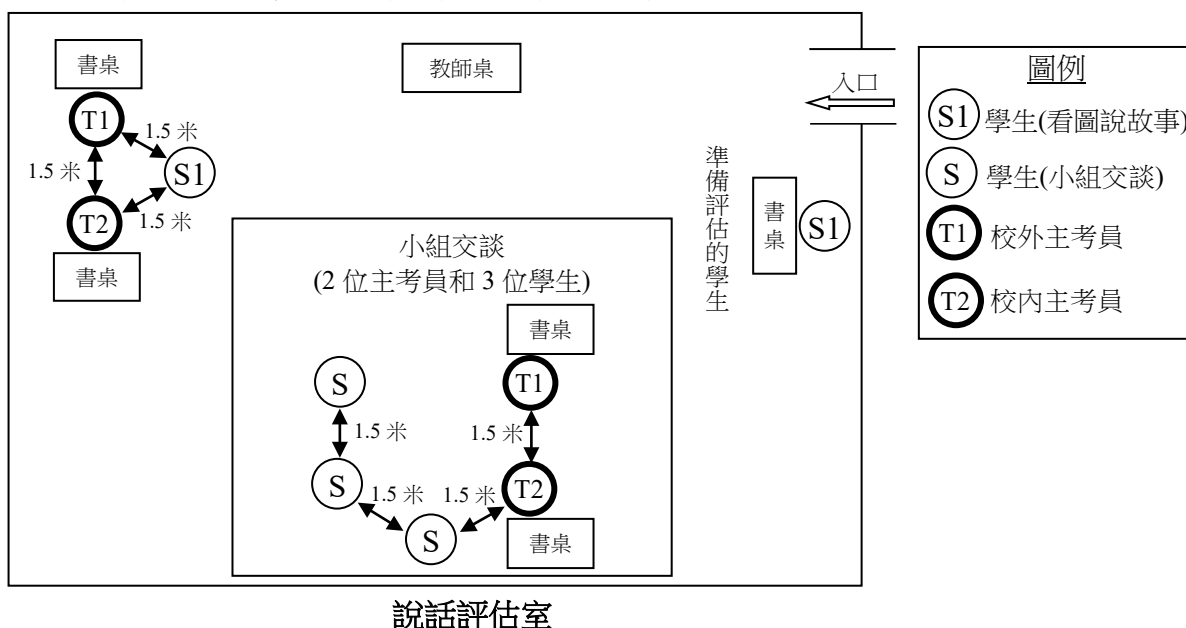 書桌
教師桌
入口
T1
1.5 米
1.5 米
S1
T2
1.5 米
書桌
準備評估的學生
書桌
S1
小組交談
(2 位主考員和 3 位學生)
書桌
S
T1
1.5 米
1.5 米
S
1.5 米
1.5 米
T2
S
書桌
圖例
S1 學生(看圖說故事)
S 學生(小組交談)
T1 校外主考員
T2 校內主考員
說話評估室